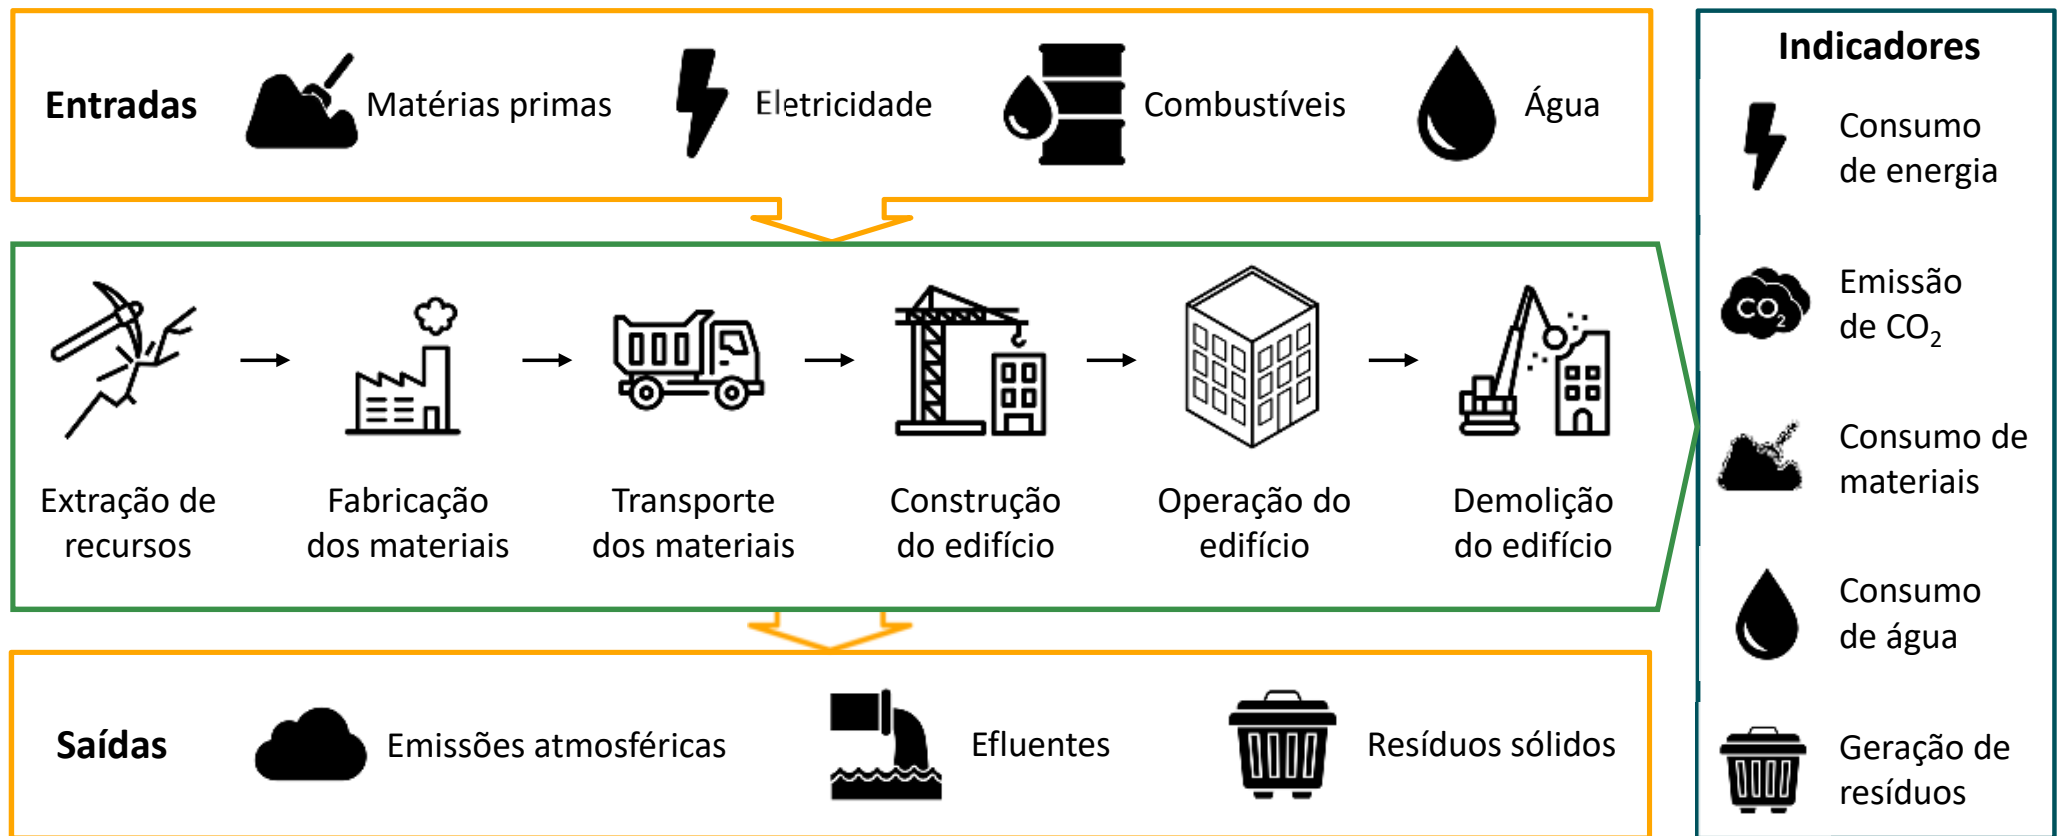 Entradas
Matérias primas
Eletricidade
Combustíveis
Água
Extração de
recursos
Fabricação
dos materiais
Transporte
dos materiais
Construção
do edifício
Operação do
edifício
Demolição
do edifício
Saídas
Emissões atmosféricas
Efluentes
Resíduos sólidos
Indicadores
Consumo
de energia
CO₂
Emissão
de CO₂
Consumo de
materiais
Consumo
de água
Geração de
resíduos